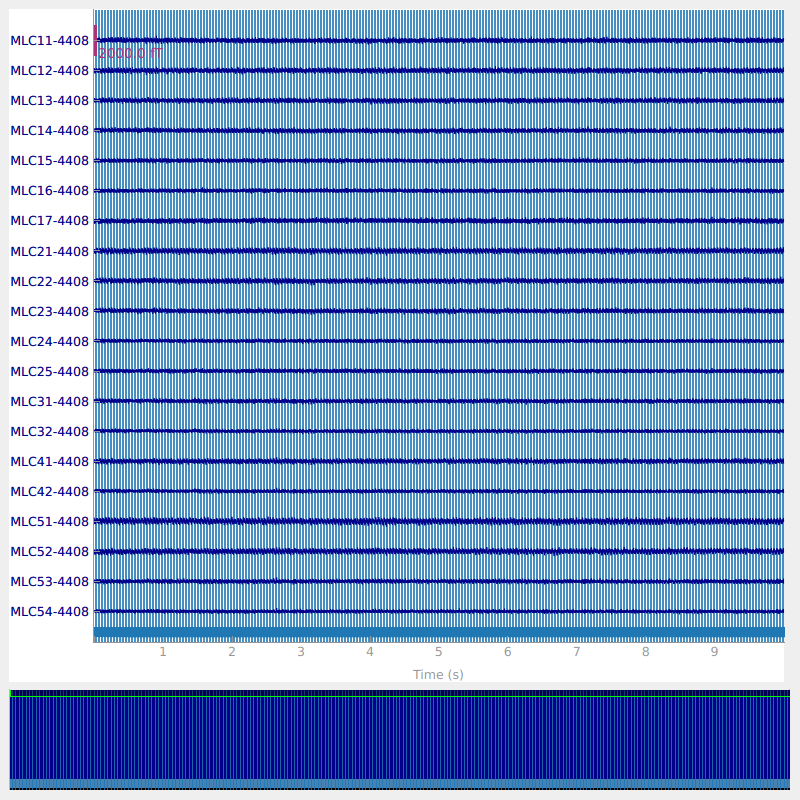 MLC11-4408
2000.0 fT
MLC12-4408
MLC13-4408
MLC14-4408
MLC15-4408
MLC16-4408
MLC17-4408
MLC21-4408
MLC22-4408
MLC23-4408
MLC24-4408
MLC25-4408
MLC31-4408
MLC32-4408
MLC41-4408
MLC42-4408
MLC51-4408
MLC52-4408
MLC53-4408
MLC54-4408
1 2 3 4 5 6 7 8 9
Time (s)